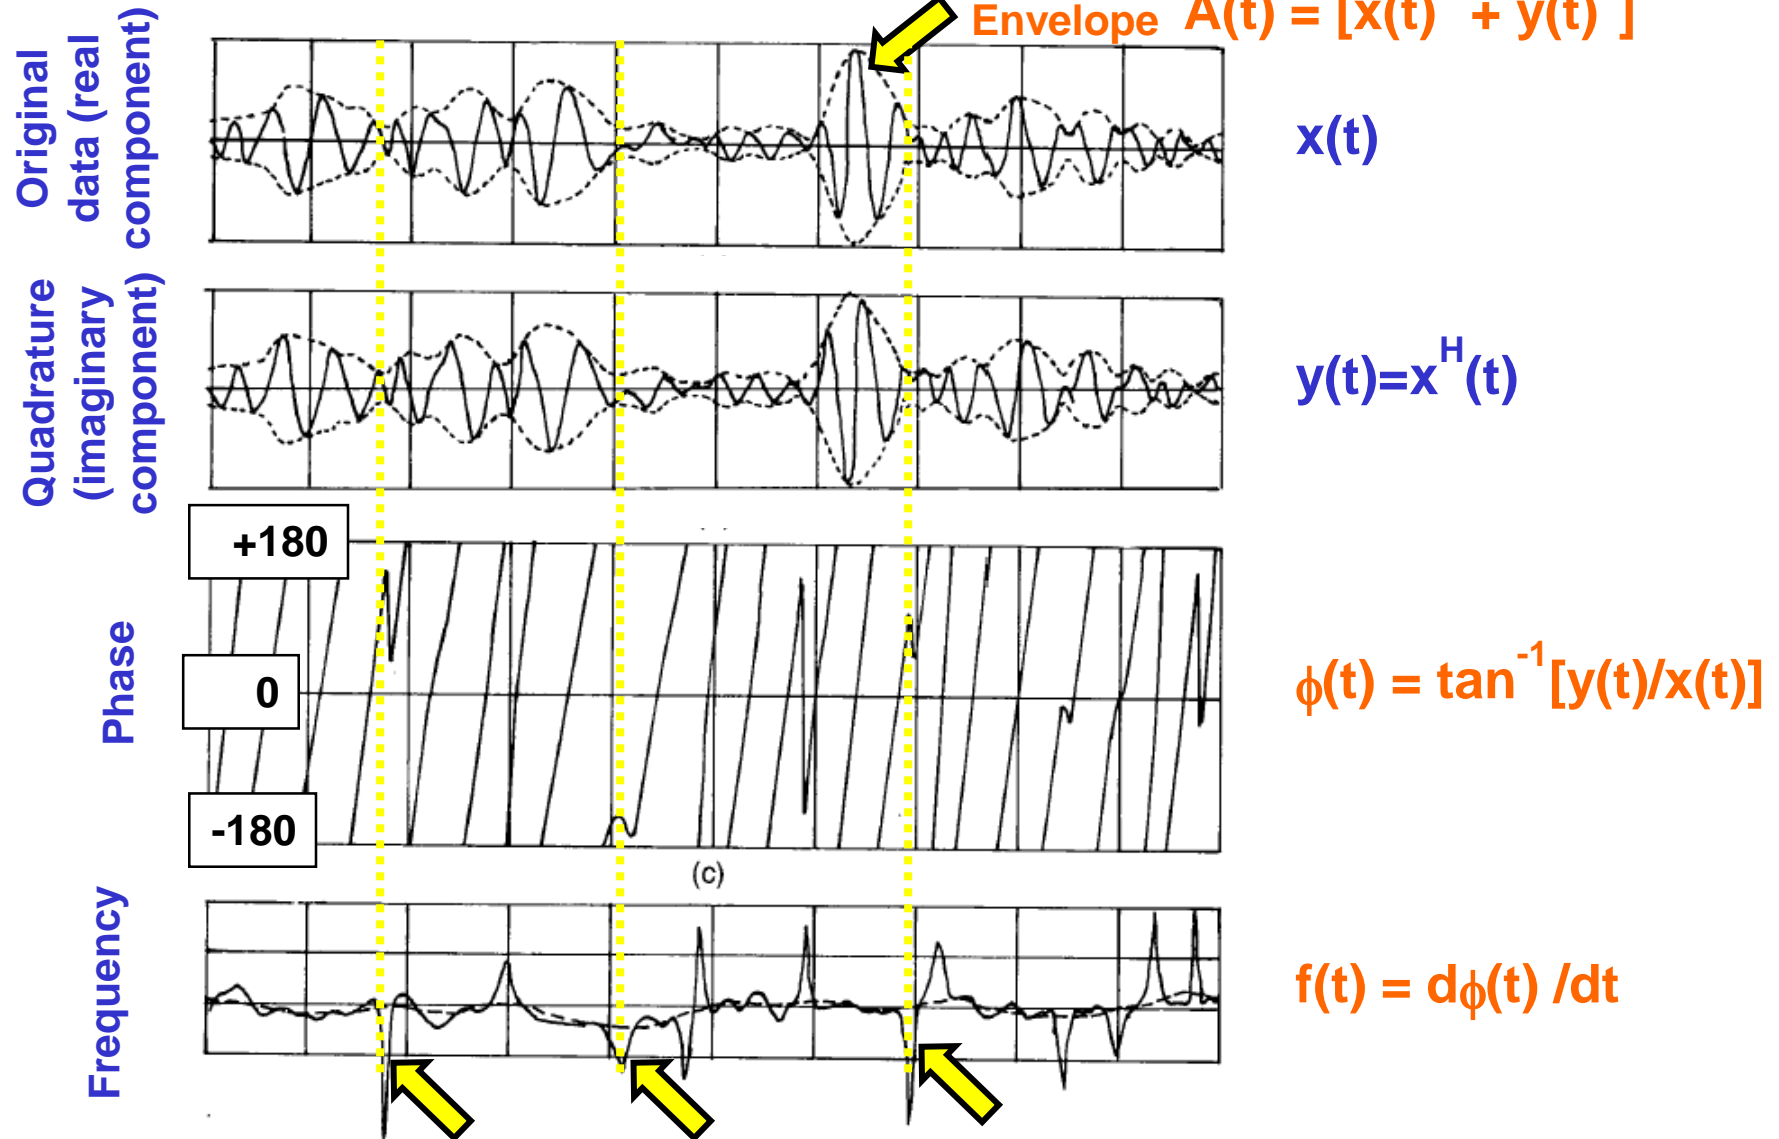 Envelope A(t) = [x(t) + y(t) ]
Original
data (real
component)
x(t)
Quadrature
(imaginary
component)
y(t)=x^H(t)
+180
0
-180
Phase
ϕ(t) = tan^-1[y(t)/x(t)]
(c)
Frequency
f(t) = dϕ(t) /dt